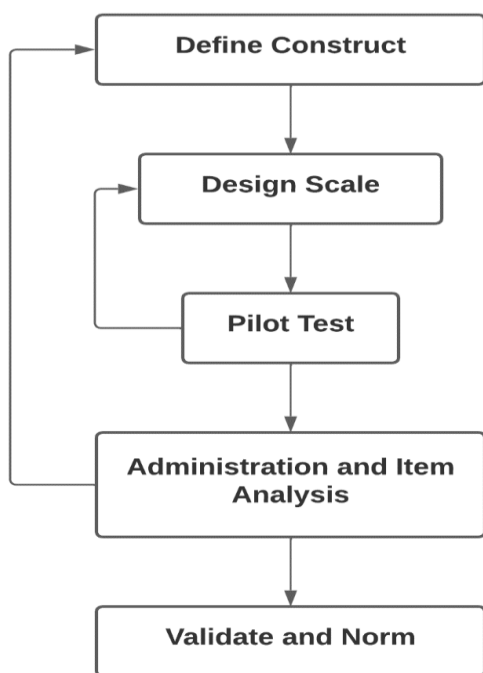 Define Construct
Design Scale
Pilot Test
Administration and Item
Analysis
Validate and Norm